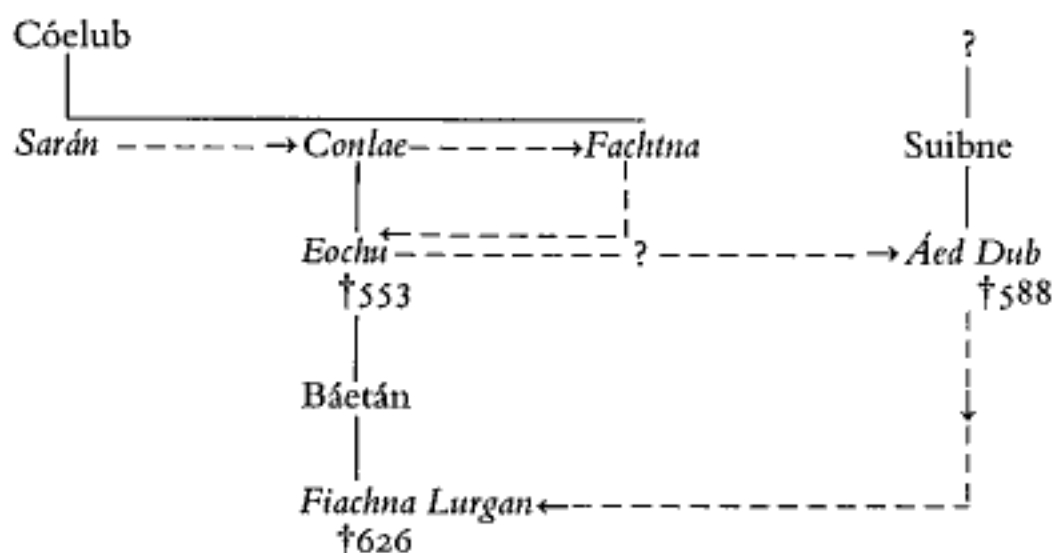 Cóelub ?
Sarán Conlae Fachtna Suibne
Eochu ? Áed Dub
†553 †588
Báetán
Fiachna Lurgan
†626